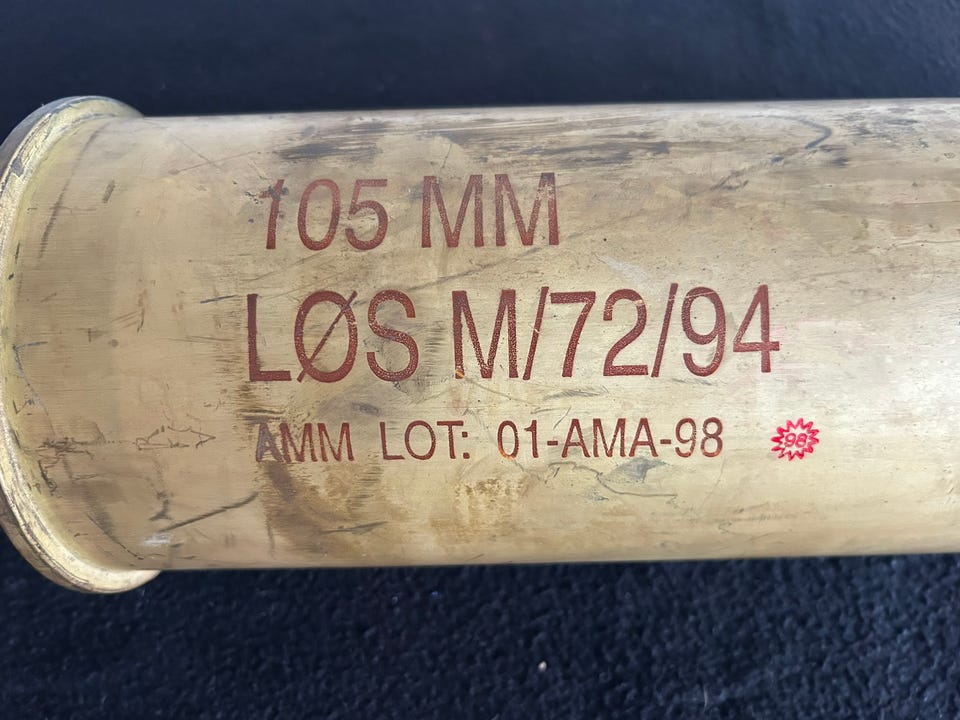 105 MM
LØS M/72/94
AMM LOT: 01-AMA-98
98